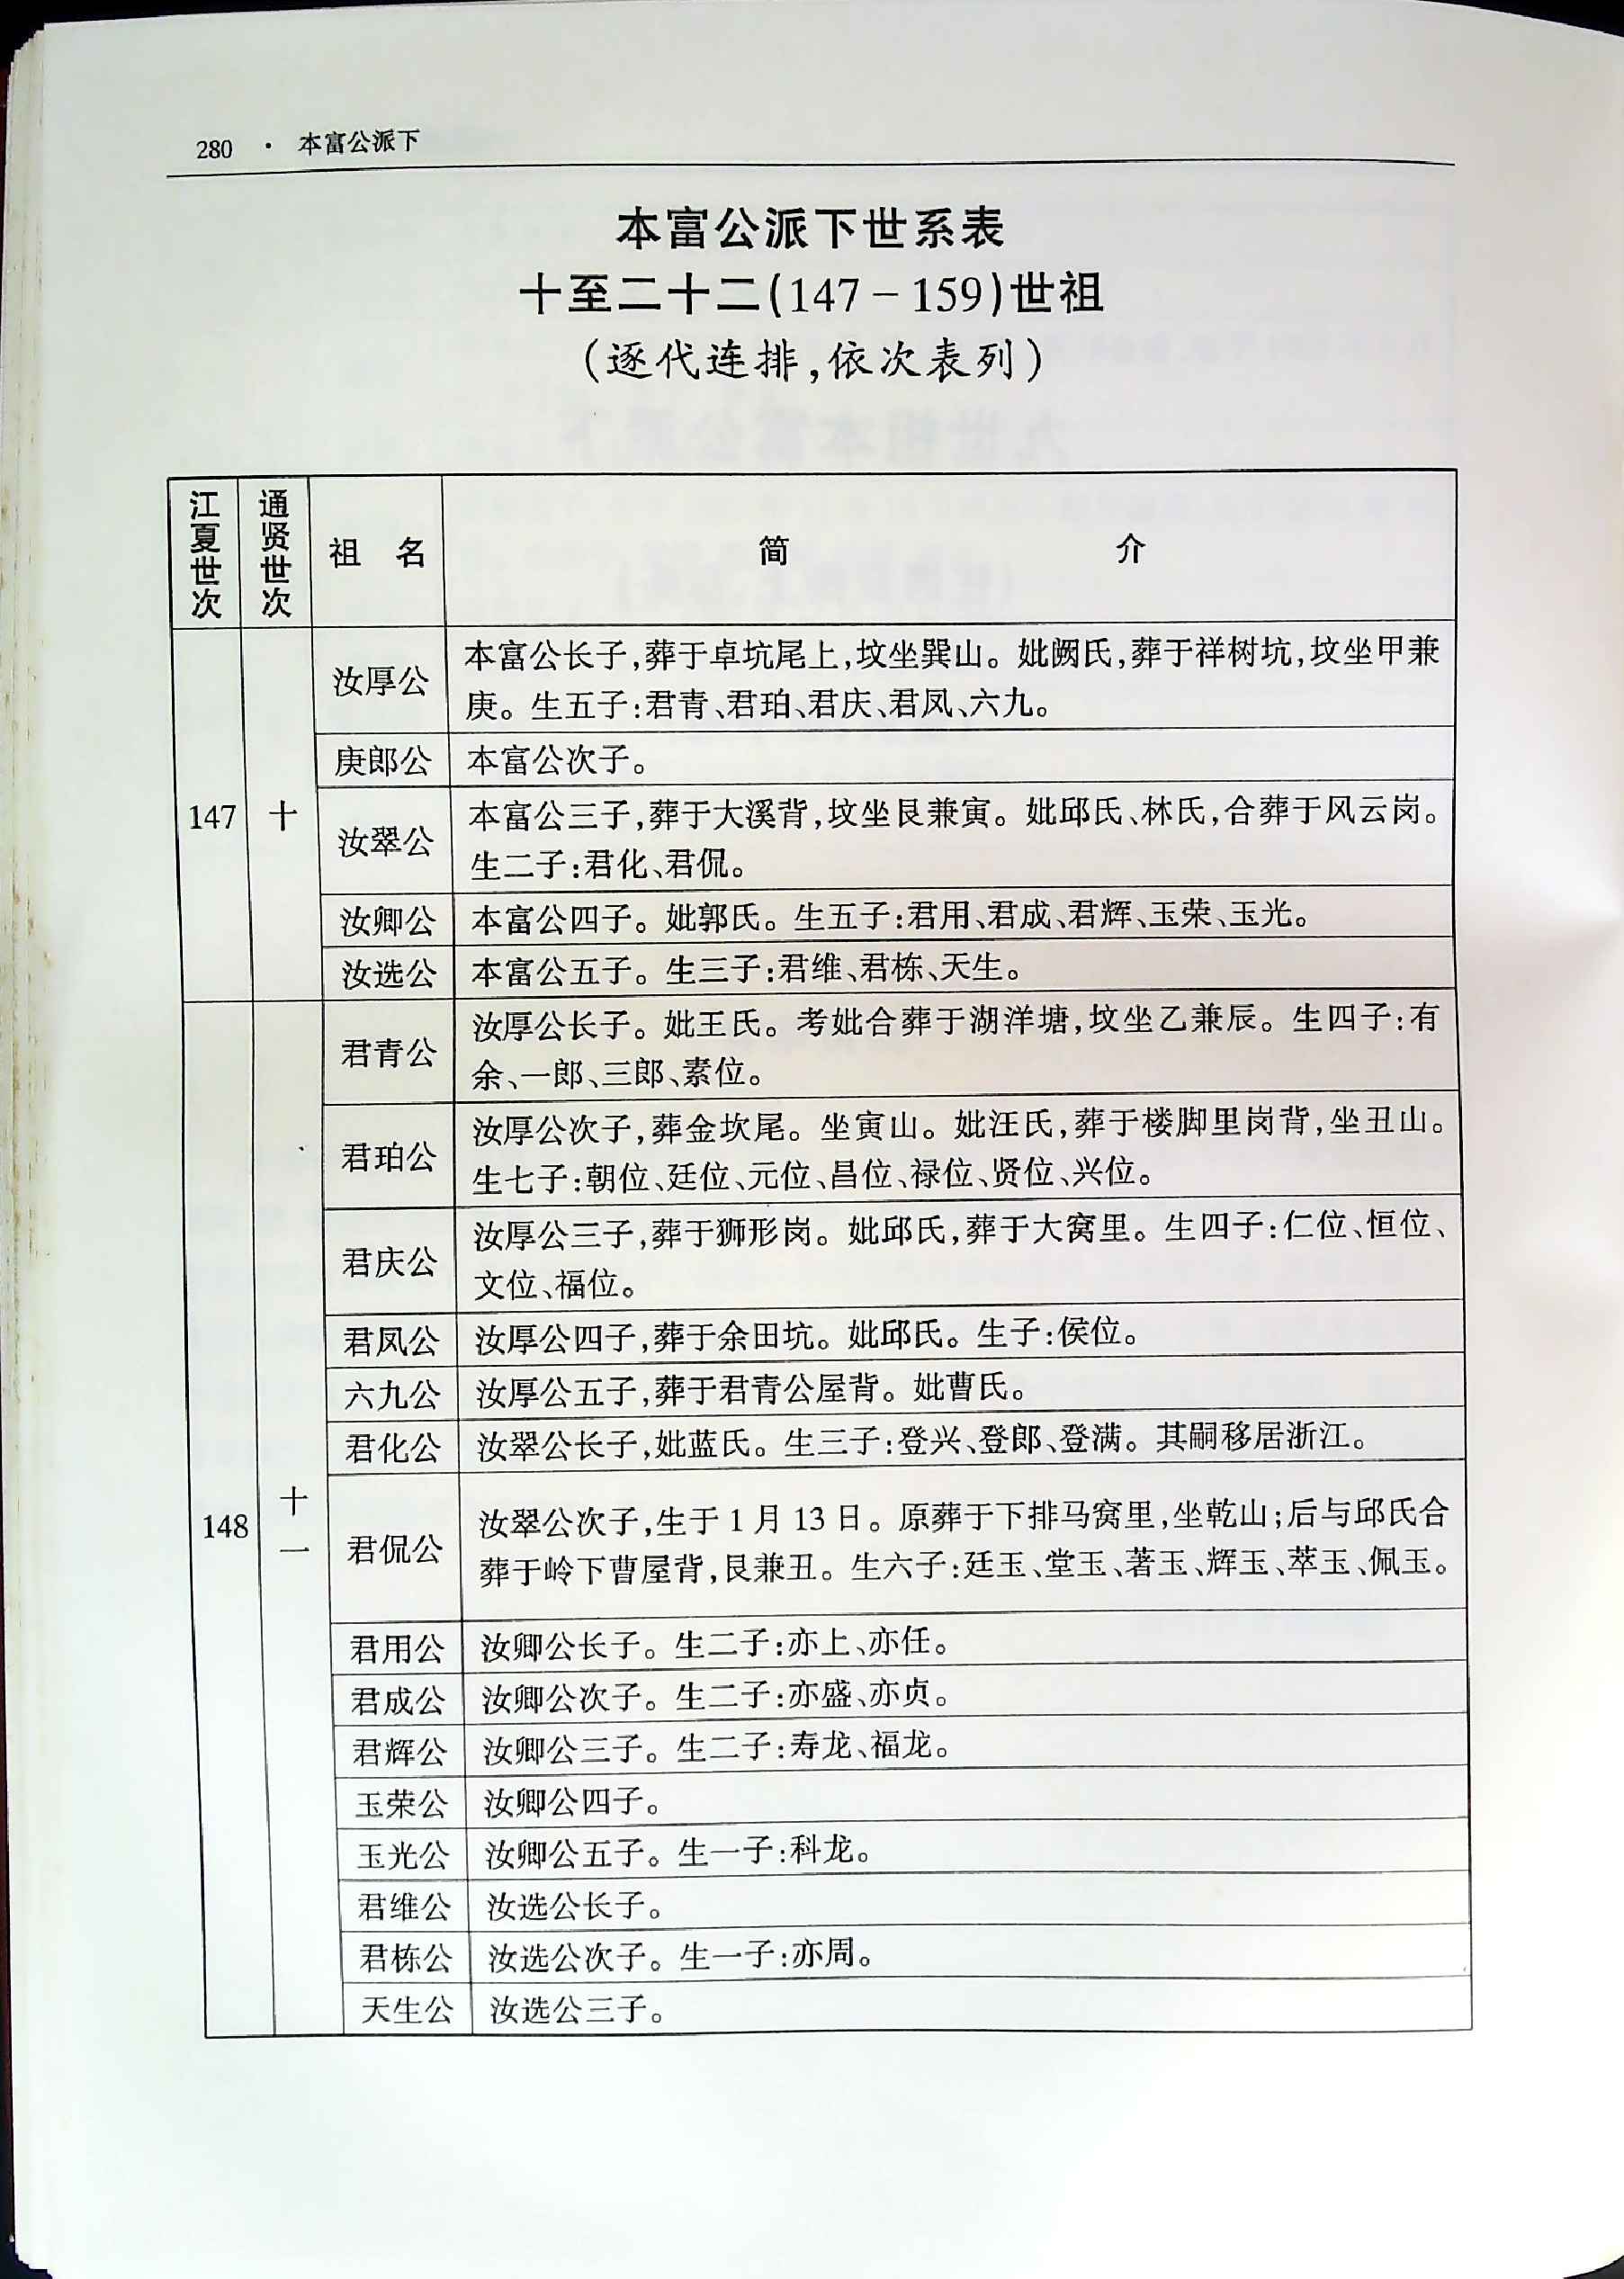 280 · 本富公派下
本富公派下世系表
十至二十二(147－159)世祖
(逐代连排,依次表列)
江夏世次 通贤世次 祖 名 简 介
147 十
汝厚公 本富公长子,葬于卓坑尾上,坟坐巽山。妣阙氏,葬于祥树坑,坟坐甲兼
庚。生五子:君青、君珀、君庆、君凤、六九。
庚郎公 本富公次子。
汝翠公 本富公三子,葬于大溪背,坟坐艮兼寅。妣邱氏、林氏,合葬于风云岗。
生二子:君化、君侃。
汝卿公 本富公四子。妣郭氏。生五子:君用、君成、君辉、玉荣、玉光。
汝选公 本富公五子。生三子:君维、君栋、天生。
148 十一
君青公 汝厚公长子。妣王氏。考妣合葬于湖洋塘,坟坐乙兼辰。生四子:有
余、一郎、三郎、素位。
君珀公 汝厚公次子,葬金坎尾。坐寅山。妣汪氏,葬于楼脚里岗背,坐丑山。
生七子:朝位、廷位、元位、昌位、禄位、贤位、兴位。
君庆公 汝厚公三子,葬于狮形岗。妣邱氏,葬于大窝里。生四子:仁位、恒位、
文位、福位。
君凤公 汝厚公四子,葬于余田坑。妣邱氏。生子:侯位。
六九公 汝厚公五子,葬于君青公屋背。妣曹氏。
君化公 汝翠公长子,妣蓝氏。生三子:登兴、登郎、登满。其嗣移居浙江。
君侃公 汝翠公次子,生于1月13日。原葬于下排马窝里,坐乾山;后与邱氏合
葬于岭下曹屋背,艮兼丑。生六子:廷玉、堂玉、著玉、辉玉、萃玉、佩玉。
君用公 汝卿公长子。生二子:亦上、亦任。
君成公 汝卿公次子。生二子:亦盛、亦贞。
君辉公 汝卿公三子。生二子:寿龙、福龙。
玉荣公 汝卿公四子。
玉光公 汝卿公五子。生一子:科龙。
君维公 汝选公长子。
君栋公 汝选公次子。生一子:亦周。
天生公 汝选公三子。